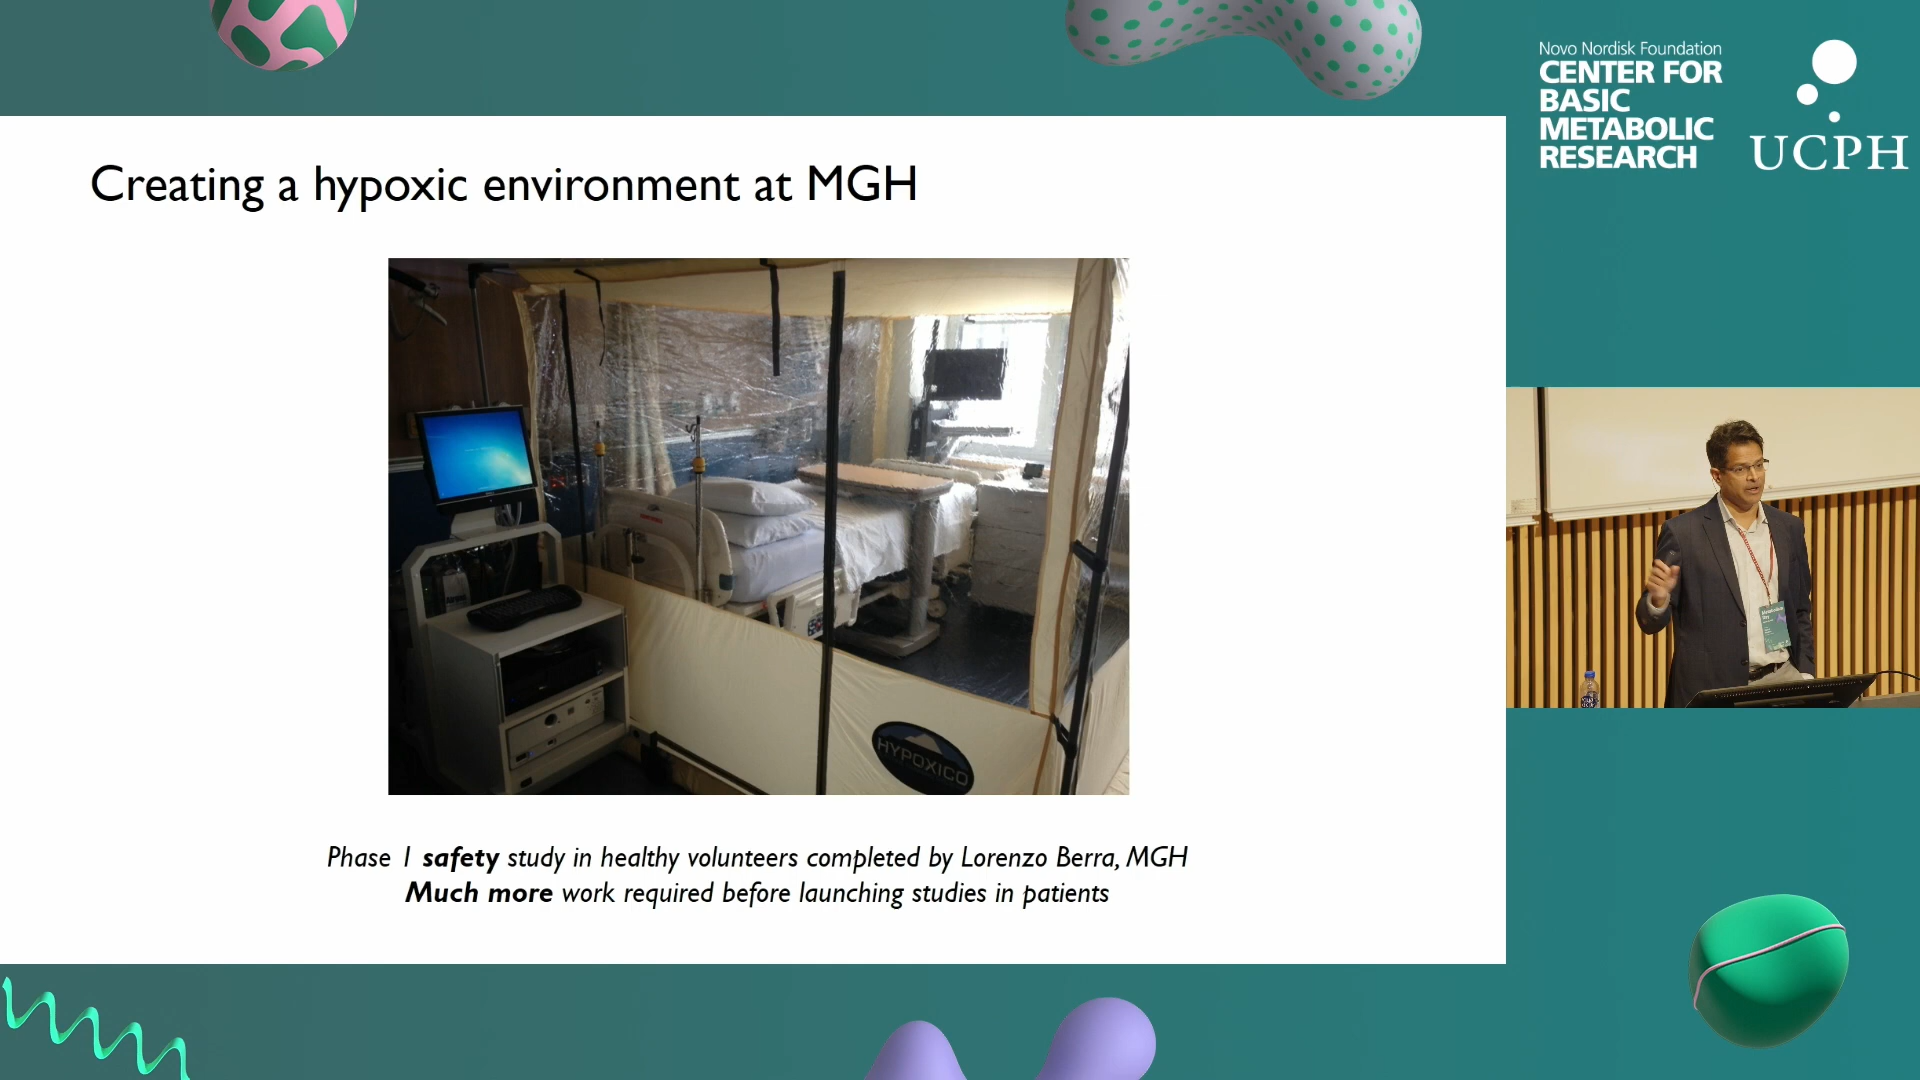 Novo Nordisk Foundation
CENTER FOR
BASIC
METABOLIC
RESEARCH
UCPH
Creating a hypoxic environment at MGH
HYPOXICO
Phase 1 safety study in healthy volunteers completed by Lorenzo Berra, MGH
Much more work required before launching studies in patients